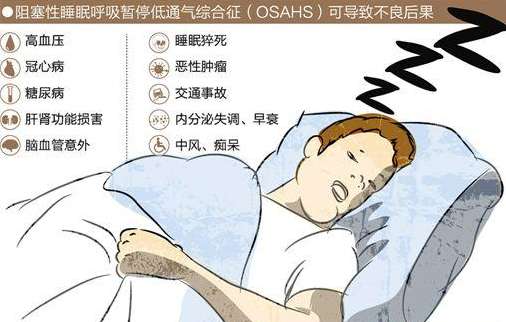 阻塞性睡眠呼吸暂停低通气综合征（OSAHS）可导致不良后果
高血压
冠心病
糖尿病
肝肾功能损害
脑血管意外
睡眠猝死
恶性肿瘤
交通事故
内分泌失调、早衰
中风、痴呆